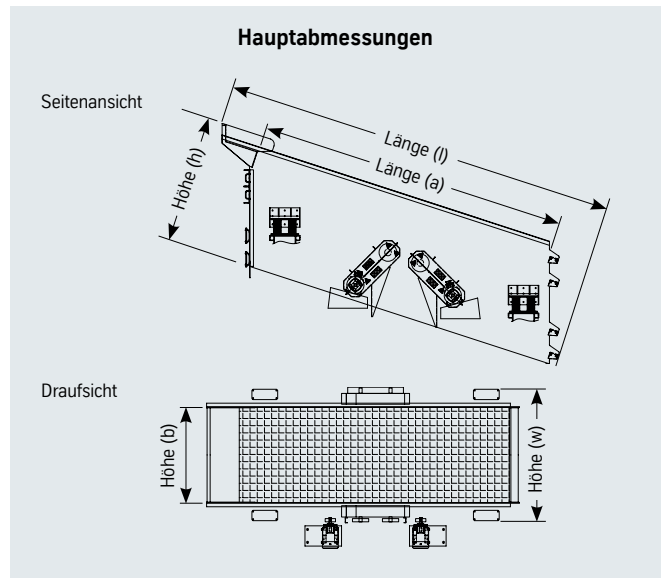 Hauptabmessungen
Seitenansicht
Länge (l)
Länge (a)
Höhe (h)
Draufsicht
Höhe (b)
Höhe (w)